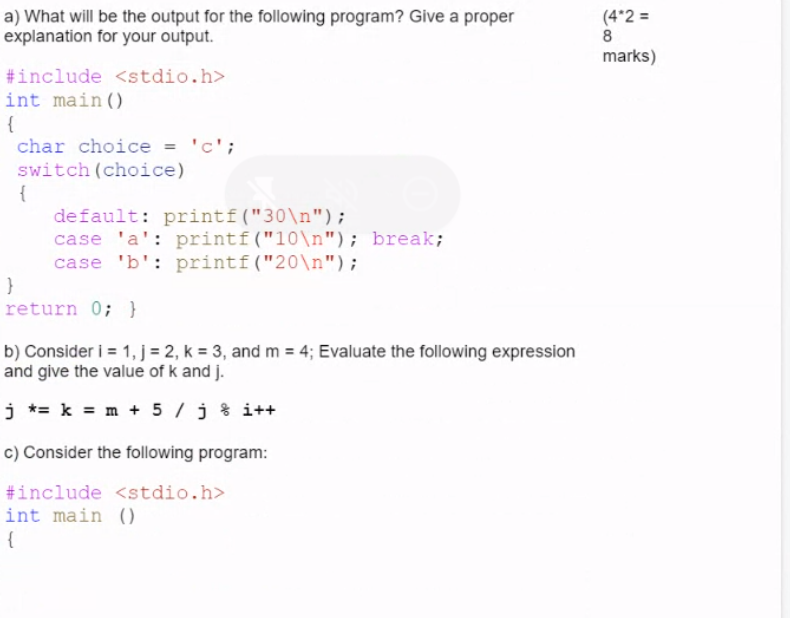 a) What will be the output for the following program? Give a proper
explanation for your output.
(4*2 =
8
marks)
#include <stdio.h>
int main()
{
char choice = 'c';
switch(choice)
{
default: printf("30\n");
case 'a': printf("10\n"); break;
case 'b': printf("20\n");
}
return 0; }
b) Consider i = 1, j = 2, k = 3, and m = 4; Evaluate the following expression
and give the value of k and j.
j *= k = m + 5 / j % i++
c) Consider the following program:
#include <stdio.h>
int main ()
{